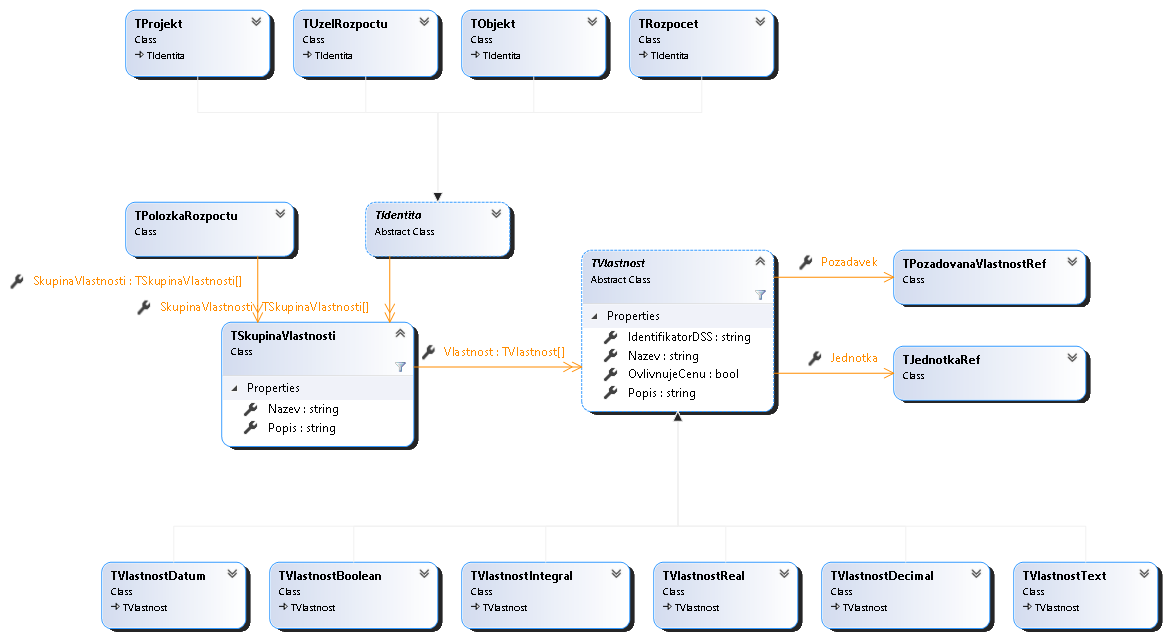 TProjekt
Class
TIdentita
TUzelRozpoctu
Class
TIdentita
TObjekt
Class
TIdentita
TRozpocet
Class
TIdentita
TPolozkaRozpoctu
Class
TIdentita
Abstract Class
SkupinaVlastnosti : TSkupinaVlastnosti[]
SkupinaVlastnosti : TSkupinaVlastnosti[]
TSkupinaVlastnosti
Class
Properties
Nazev : string
Popis : string
Vlastnost : TVlastnost[]
TVlastnost
Abstract Class
Properties
IdentifikatorDSS : string
Nazev : string
OvlivnujeCenu : bool
Popis : string
Pozadavek
TPozadovanaVlastnostRef
Class
Jednotka
TJednotkaRef
Class
TVlastnostDatum
Class
TVlastnost
TVlastnostBoolean
Class
TVlastnost
TVlastnostIntegral
Class
TVlastnost
TVlastnostReal
Class
TVlastnost
TVlastnostDecimal
Class
TVlastnost
TVlastnostText
Class
TVlastnost